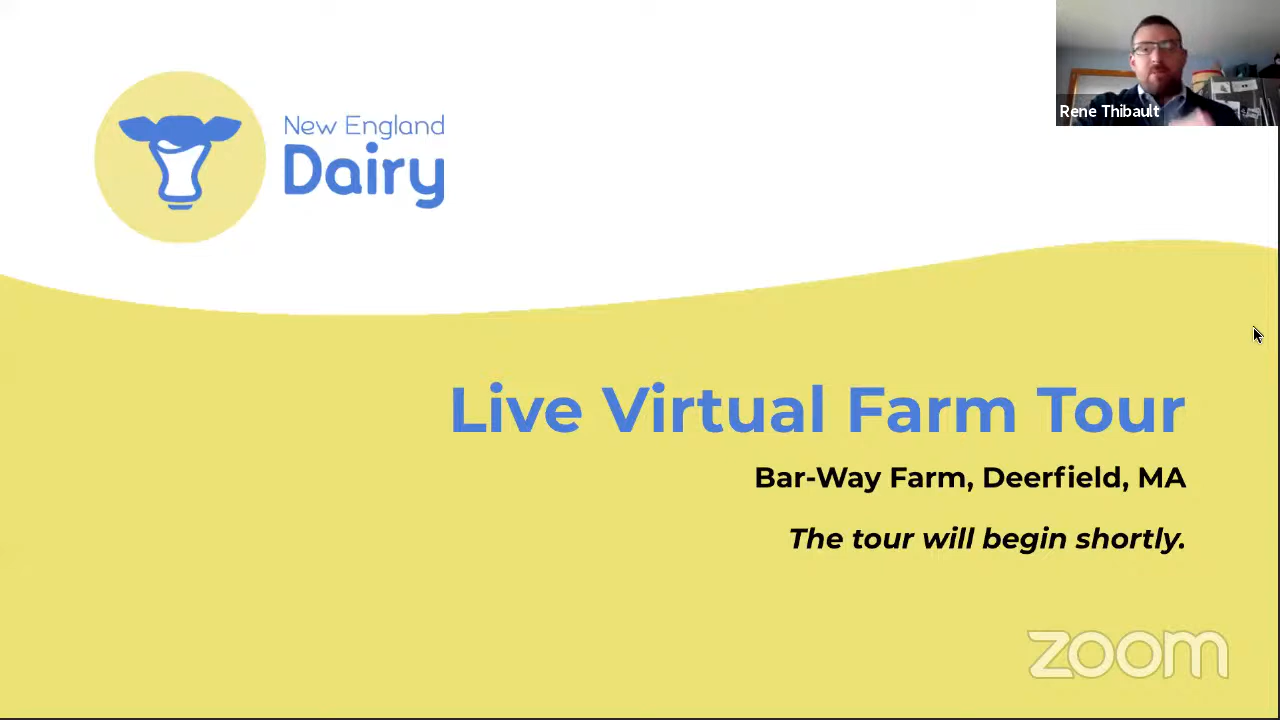 New England
Dairy
Rene Thibault
Live Virtual Farm Tour
Bar-Way Farm, Deerfield, MA
The tour will begin shortly.
zoom